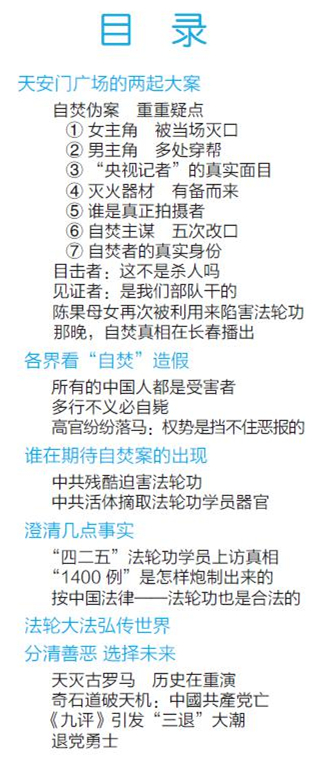 目 录
天安门广场的两起大案
自焚伪案 重重疑点
① 女主角 被当场灭口
② 男主角 多处穿帮
③ “央视记者”的真实面目
④ 灭火器材 有备而来
⑤ 谁是真正拍摄者
⑥ 自焚主谋 五次改口
⑦ 自焚者的真实身份
目击者：这不是杀人吗
见证者：是我们部队干的
陈果母女再次被利用来陷害法轮功
那晚，自焚真相在长春播出
各界看“自焚”造假
所有的中国人都是受害者
多行不义必自毙
高官纷纷落马：权势是挡不住恶报的
谁在期待自焚案的出现
中共残酷迫害法轮功
中共活体摘取法轮功学员器官
澄清几点事实
“四二五”法轮功学员上访真相
“1400 例”是怎样炮制出来的
按中国法律——法轮功也是合法的
法轮大法弘传世界
分清善恶 选择未来
天灭古罗马 历史在重演
奇石道破天机：中國共產党亡
《九评》引发“三退”大潮
退党勇士